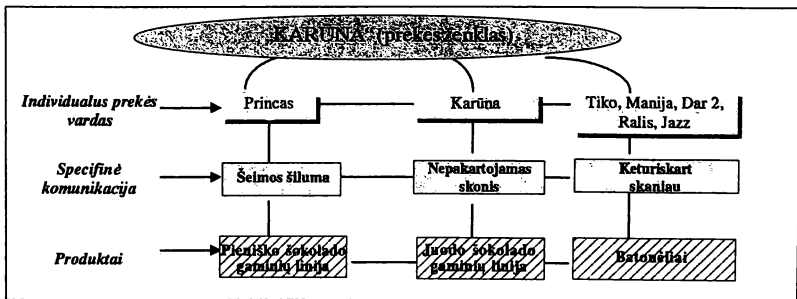 „KARŪNA" (prekės ženklas)
Individualus prekės
vardas
Princas
Karūna
Tiko, Manija, Dar 2,
Ralis, Jazz
Specifinė
komunikacija
Šeimos šiluma
Nepakartojamas
skonis
Keturiskart
skaniau
Produktai
Pieniško šokolado
gaminių linija
Juodo šokolado
gaminių linija
Batonėliai